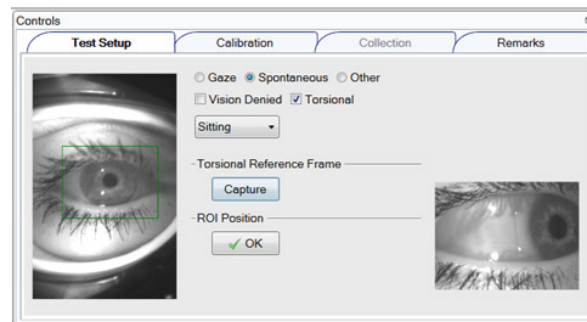 Controls
Test Setup Calibration Collection Remarks
Gaze Spontaneous Other
Vision Denied Torsional
Sitting
Torsional Reference Frame
Capture
ROI Position
OK